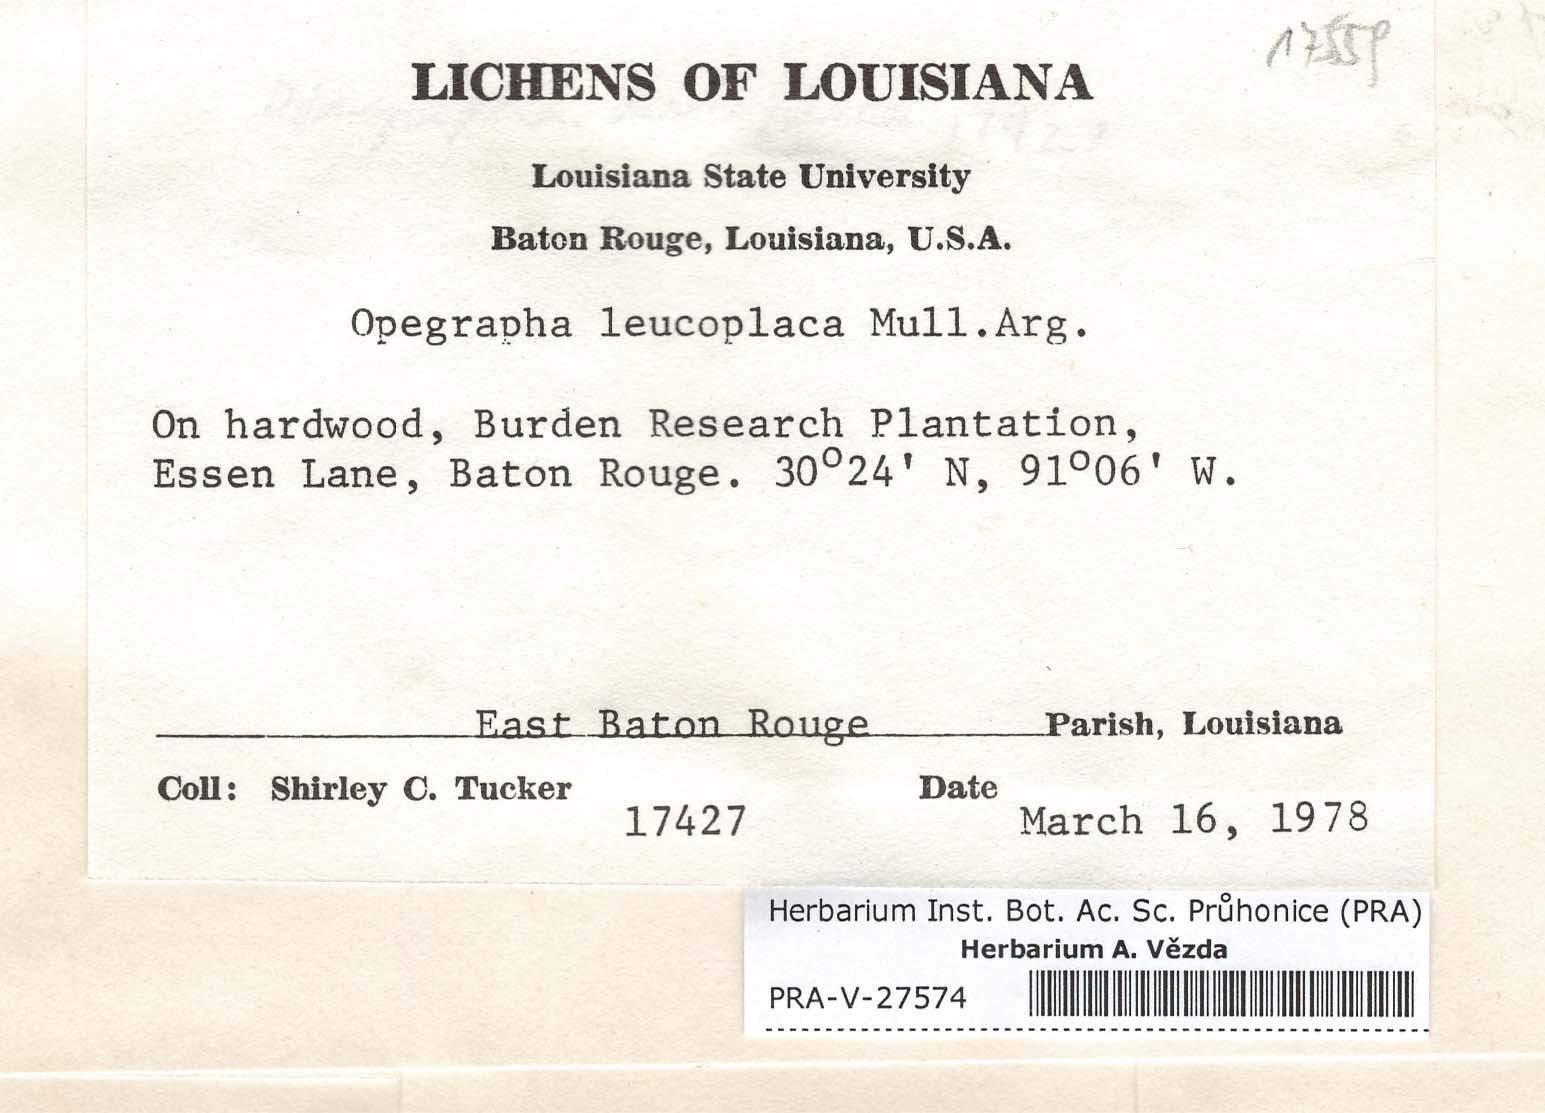 LICHENS OF LOUISIANA
Louisiana State University
Baton Rouge, Louisiana, U.S.A.
Opegrapha leucoplaca Mull.Arg.
On hardwood, Burden Research Plantation,
Essen Lane, Baton Rouge. 30°24' N, 91°06' W.
East Baton Rouge Parish, Louisiana
Coll: Shirley C. Tucker Date
17427 March 16, 1978
Herbarium Inst. Bot. Ac. Sc. Průhonice (PRA)
Herbarium A. Vězda
PRA-V-27574